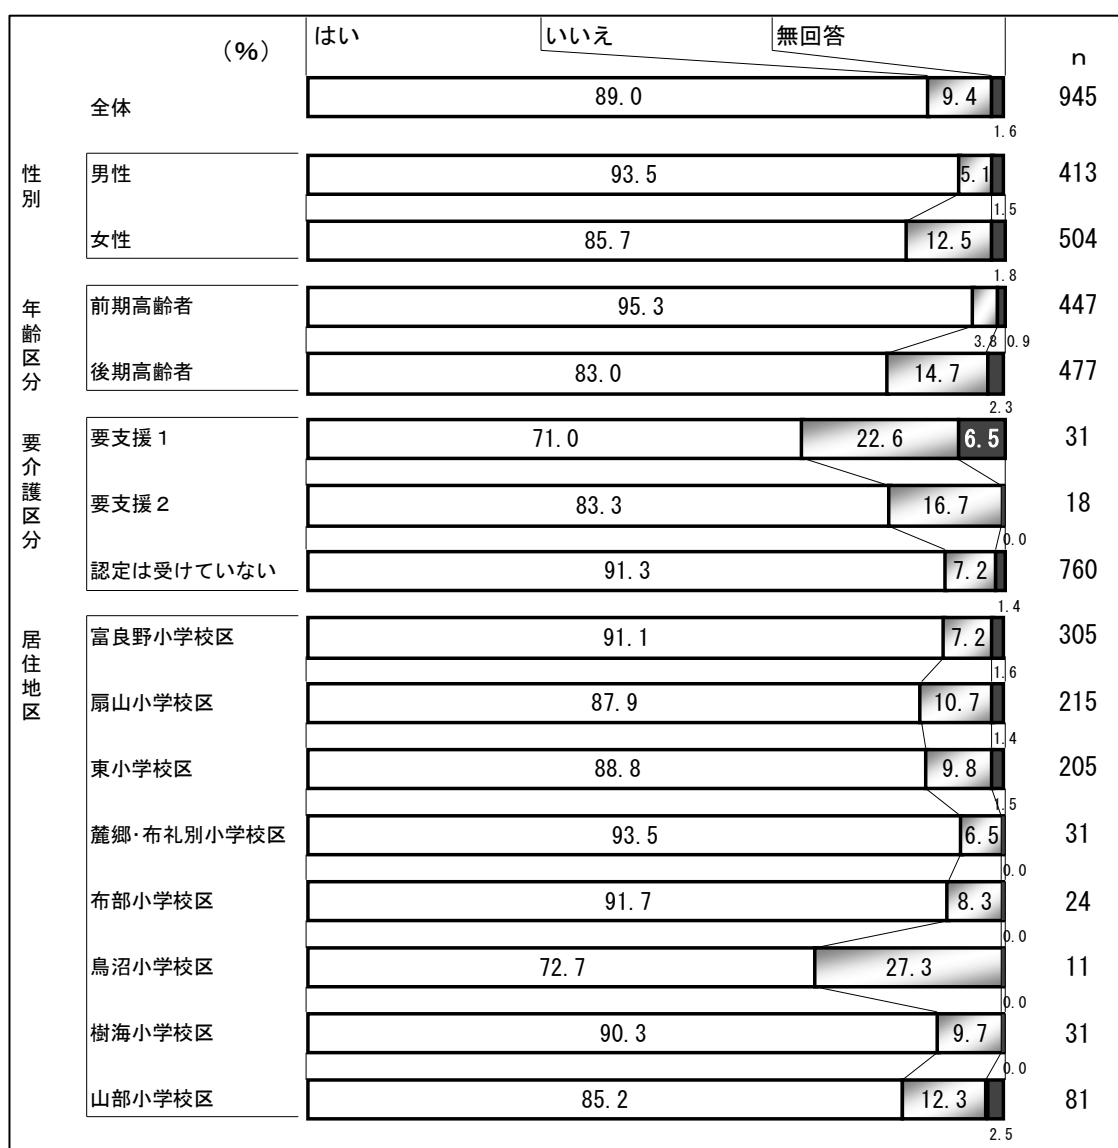 はい いいえ 無回答
（％） n
全体 89.0 9.4 945
1.6
性別
男性 93.5 5.1 413
1.5
女性 85.7 12.5 504
1.8
年齢区分
前期高齢者 95.3 447
3.8 0.9
後期高齢者 83.0 14.7 477
2.3
要介護区分
要支援１ 71.0 22.6 6.5 31
要支援２ 83.3 16.7 18
0.0
認定は受けていない 91.3 7.2 760
1.4
居住地区
富良野小学校区 91.1 7.2 305
1.6
扇山小学校区 87.9 10.7 215
1.4
東小学校区 88.8 9.8 205
1.5
麓郷・布礼別小学校区 93.5 6.5 31
0.0
布部小学校区 91.7 8.3 24
0.0
鳥沼小学校区 72.7 27.3 11
0.0
樹海小学校区 90.3 9.7 31
0.0
山部小学校区 85.2 12.3 81
2.5